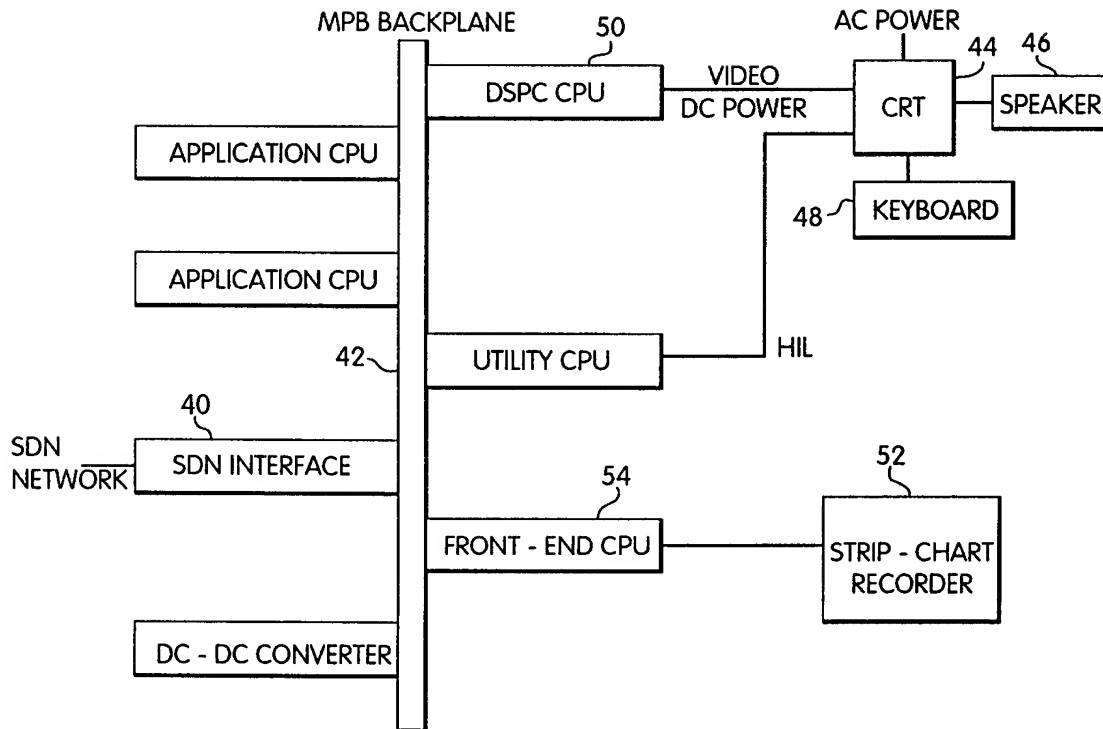 MPB BACKPLANE
50
AC POWER
44
46
DSPC CPU
VIDEO
DC POWER
CRT
SPEAKER
APPLICATION CPU
48
KEYBOARD
APPLICATION CPU
42
UTILITY CPU
HIL
40
SDN
NETWORK
SDN INTERFACE
54
52
FRONT - END CPU
STRIP - CHART
RECORDER
DC - DC CONVERTER